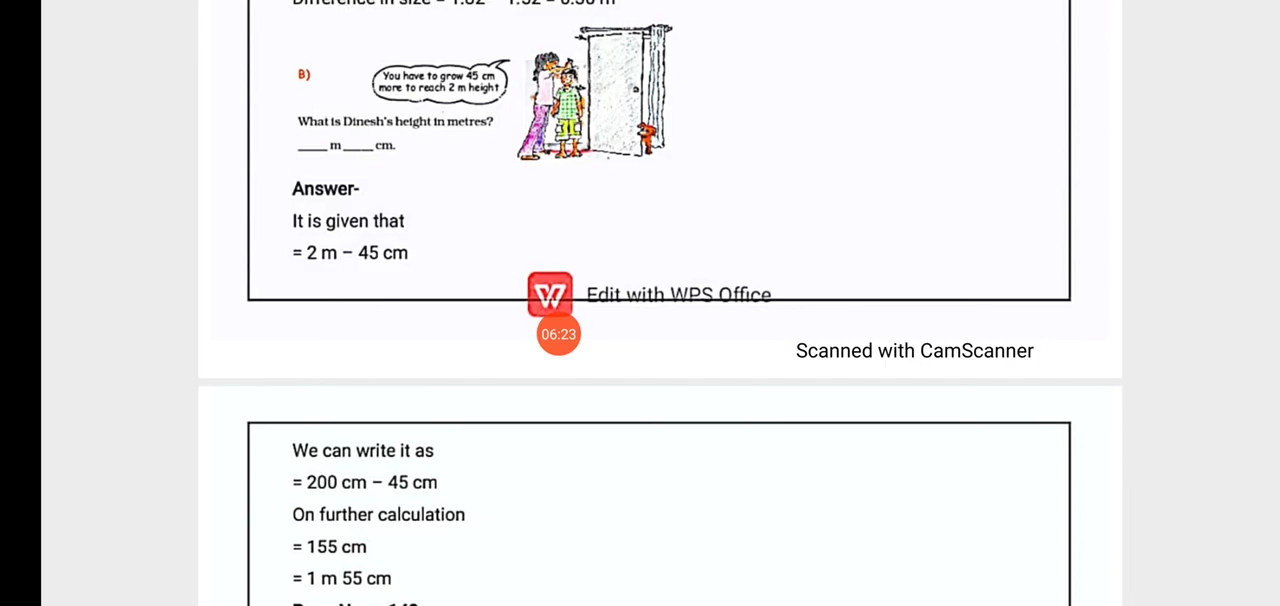 B)
You have to grow 45 cm
more to reach 2 m height
What is Dinesh's height in metres?
____ m ____ cm.
Answer-
It is given that
= 2 m – 45 cm
Edit with WPS Office
06:23
Scanned with CamScanner
We can write it as
= 200 cm – 45 cm
On further calculation
= 155 cm
= 1 m 55 cm